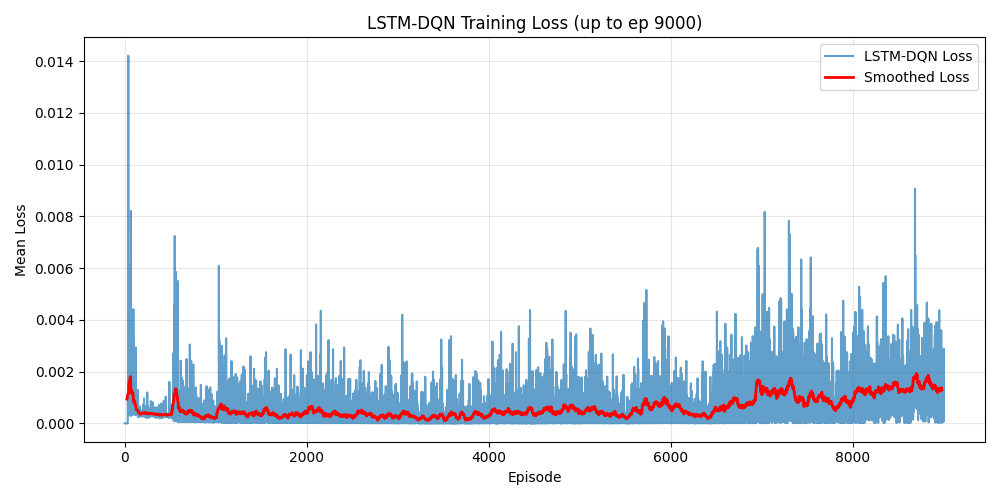 LSTM-DQN Training Loss (up to ep 9000)
LSTM-DQN Loss
Smoothed Loss
Mean Loss
0.014
0.012
0.010
0.008
0.006
0.004
0.002
0.000
0 2000 4000 6000 8000
Episode